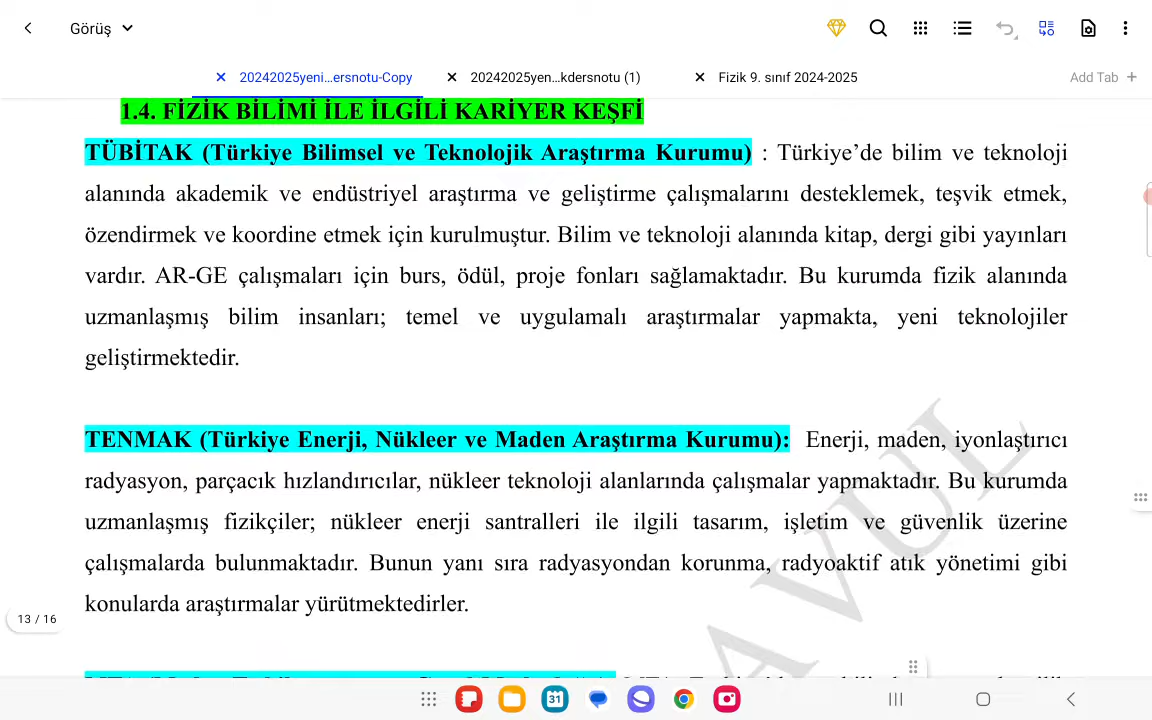 Görüş
20242025yeni...ersnotu-Copy
20242025yen...kdersnotu (1)
Fizik 9. sınıf 2024-2025
Add Tab +
1.4. FİZİK BİLİMİ İLE İLGİLİ KARİYER KEŞFİ
TÜBİTAK (Türkiye Bilimsel ve Teknolojik Araştırma Kurumu) : Türkiye’de bilim ve teknoloji
alanında akademik ve endüstriyel araştırma ve geliştirme çalışmalarını desteklemek, teşvik etmek,
özendirmek ve koordine etmek için kurulmuştur. Bilim ve teknoloji alanında kitap, dergi gibi yayınları
vardır. AR-GE çalışmaları için burs, ödül, proje fonları sağlamaktadır. Bu kurumda fizik alanında
uzmanlaşmış bilim insanları; temel ve uygulamalı araştırmalar yapmakta, yeni teknolojiler
geliştirmektedir.
TENMAK (Türkiye Enerji, Nükleer ve Maden Araştırma Kurumu): Enerji, maden, iyonlaştırıcı
radyasyon, parçacık hızlandırıcılar, nükleer teknoloji alanlarında çalışmalar yapmaktadır. Bu kurumda
uzmanlaşmış fizikçiler; nükleer enerji santralleri ile ilgili tasarım, işletim ve güvenlik üzerine
çalışmalarda bulunmaktadır. Bunun yanı sıra radyasyondan korunma, radyoaktif atık yönetimi gibi
konularda araştırmalar yürütmektedirler.
13 / 16
AVUL
31